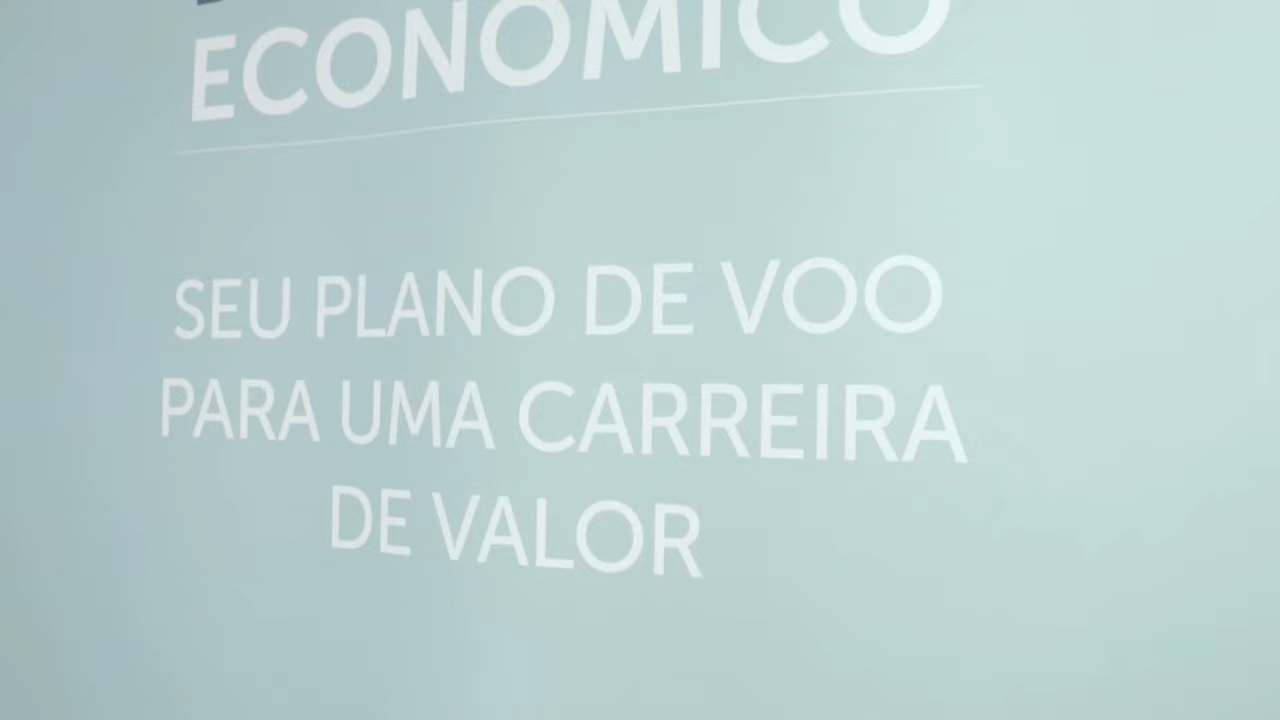 ECONÔMICO
SEU PLANO DE VOO
PARA UMA CARREIRA
DE VALOR